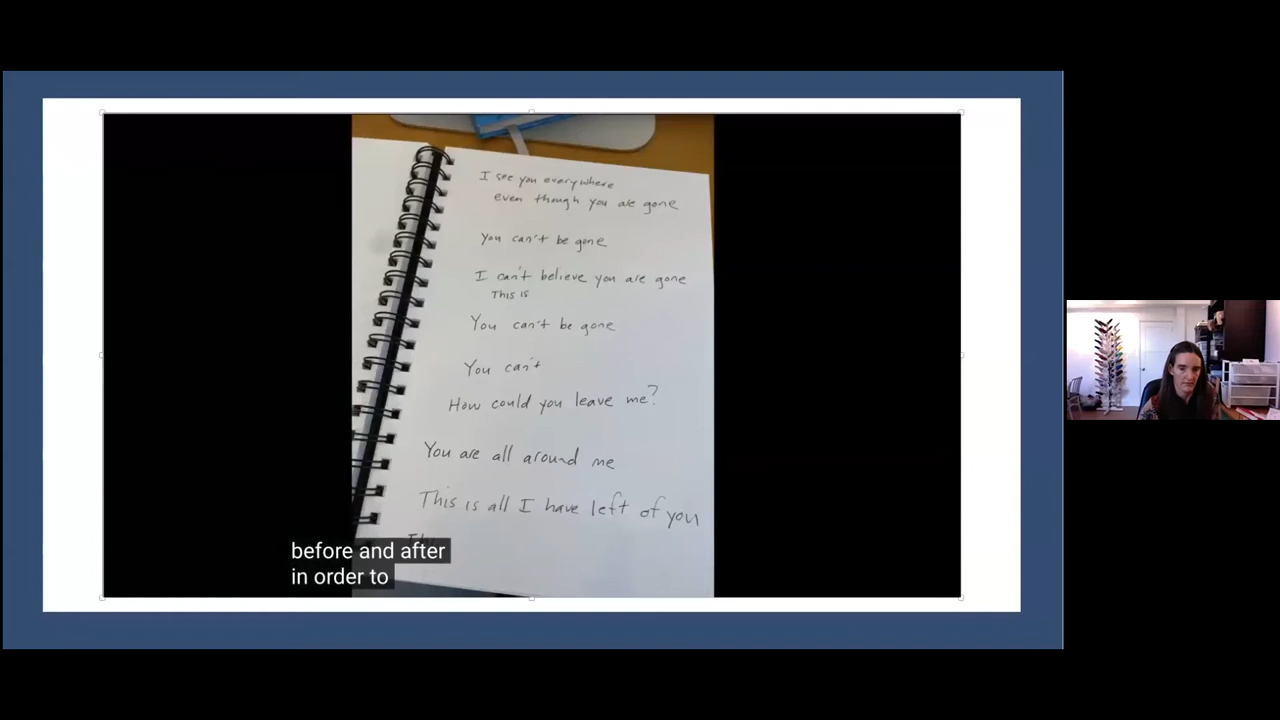 I see you everywhere
even though you are gone
You can't be gone
I can't believe you are gone
This is
You can't be gone
You can't
How could you leave me?
You are all around me
This is all I have left of you
before and after
in order to